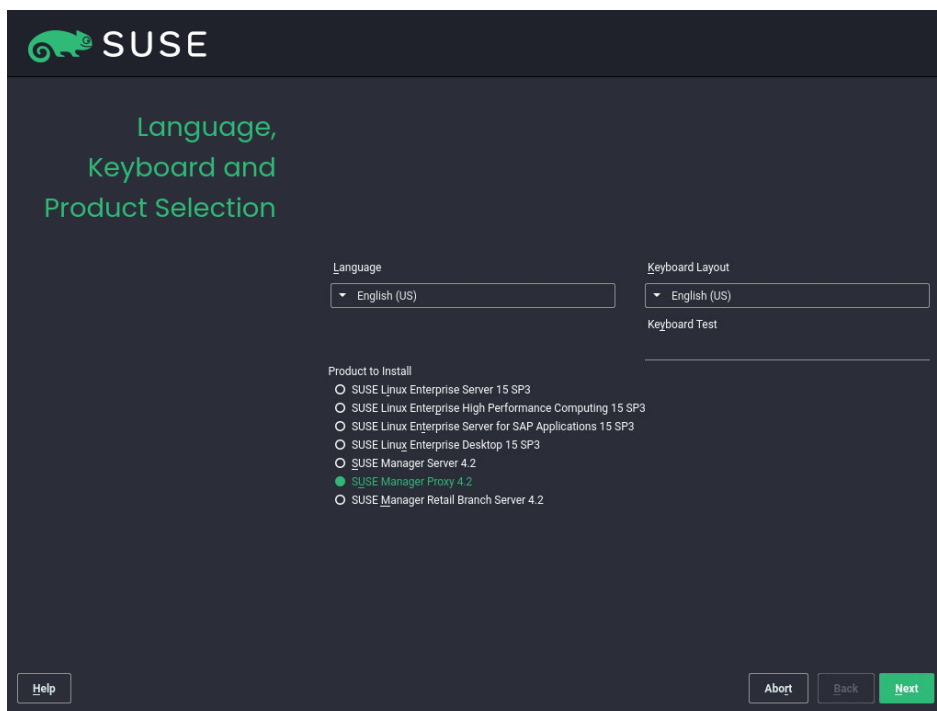 SUSE
Language,
Keyboard and
Product Selection
Language
Keyboard Layout
English (US)
English (US)
Keyboard Test
Product to Install
SUSE Linux Enterprise Server 15 SP3
SUSE Linux Enterprise High Performance Computing 15 SP3
SUSE Linux Enterprise Server for SAP Applications 15 SP3
SUSE Linux Enterprise Desktop 15 SP3
SUSE Manager Server 4.2
SUSE Manager Proxy 4.2
SUSE Manager Retail Branch Server 4.2
Help
Abort
Back
Next